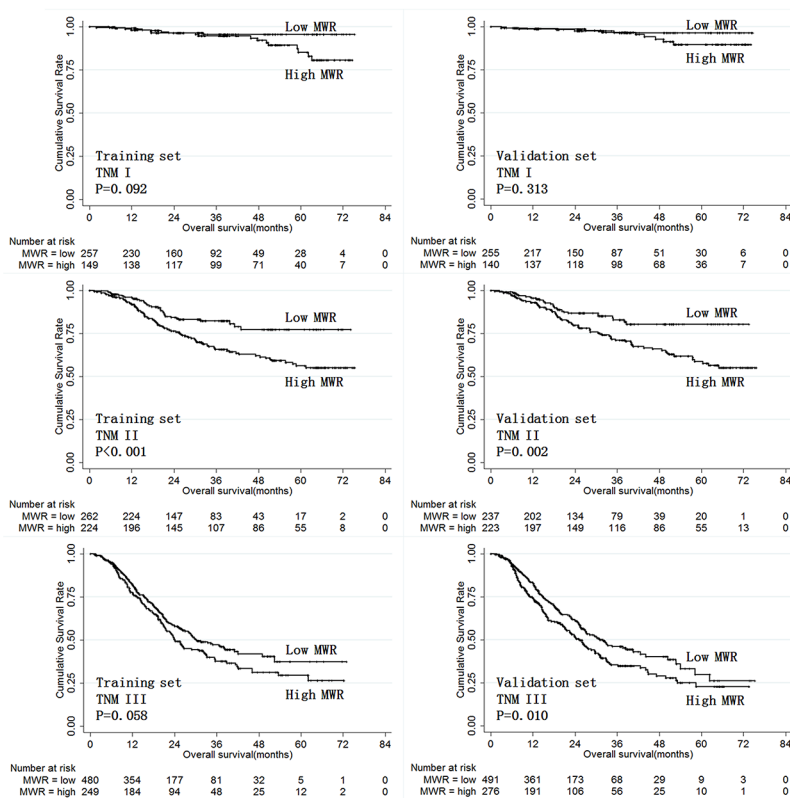 Cumulative Survival Rate
0.00 0.25 0.50 0.75 1.00
Low MWR
High MWR
Training set
TNM I
P=0.092
0 12 24 36 48 60 72 84
Overall survival(months)
Number at risk
MWR = low 257 230 160 92 49 28 4 0
MWR = high 149 138 117 99 71 40 7 0
Cumulative Survival Rate
0.00 0.25 0.50 0.75 1.00
Low MWR
High MWR
Validation set
TNM I
P=0.313
0 12 24 36 48 60 72 84
Overall survival(months)
Number at risk
MWR = low 255 217 150 87 51 30 6 0
MWR = high 140 137 118 98 68 36 7 0
Cumulative Survival Rate
0.00 0.25 0.50 0.75 1.00
Low MWR
High MWR
Training set
TNM II
P<0.001
0 12 24 36 48 60 72 84
Overall survival(months)
Number at risk
MWR = low 262 224 147 83 43 17 2 0
MWR = high 224 196 145 107 86 55 8 0
Cumulative Survival Rate
0.00 0.25 0.50 0.75 1.00
Low MWR
High MWR
Validation set
TNM II
P=0.002
0 12 24 36 48 60 72 84
Overall survival(months)
Number at risk
MWR = low 237 202 134 79 39 20 1 0
MWR = high 223 197 149 116 86 55 13 0
Cumulative Survival Rate
0.00 0.25 0.50 0.75 1.00
Low MWR
High MWR
Training set
TNM III
P=0.058
0 12 24 36 48 60 72 84
Overall survival(months)
Number at risk
MWR = low 480 354 177 81 32 5 1 0
MWR = high 249 184 94 48 25 12 2 0
Cumulative Survival Rate
0.00 0.25 0.50 0.75 1.00
Low MWR
High MWR
Validation set
TNM III
P=0.010
0 12 24 36 48 60 72 84
Overall survival(months)
Number at risk
MWR = low 491 361 173 68 29 9 3 0
MWR = high 276 191 106 56 25 10 1 0